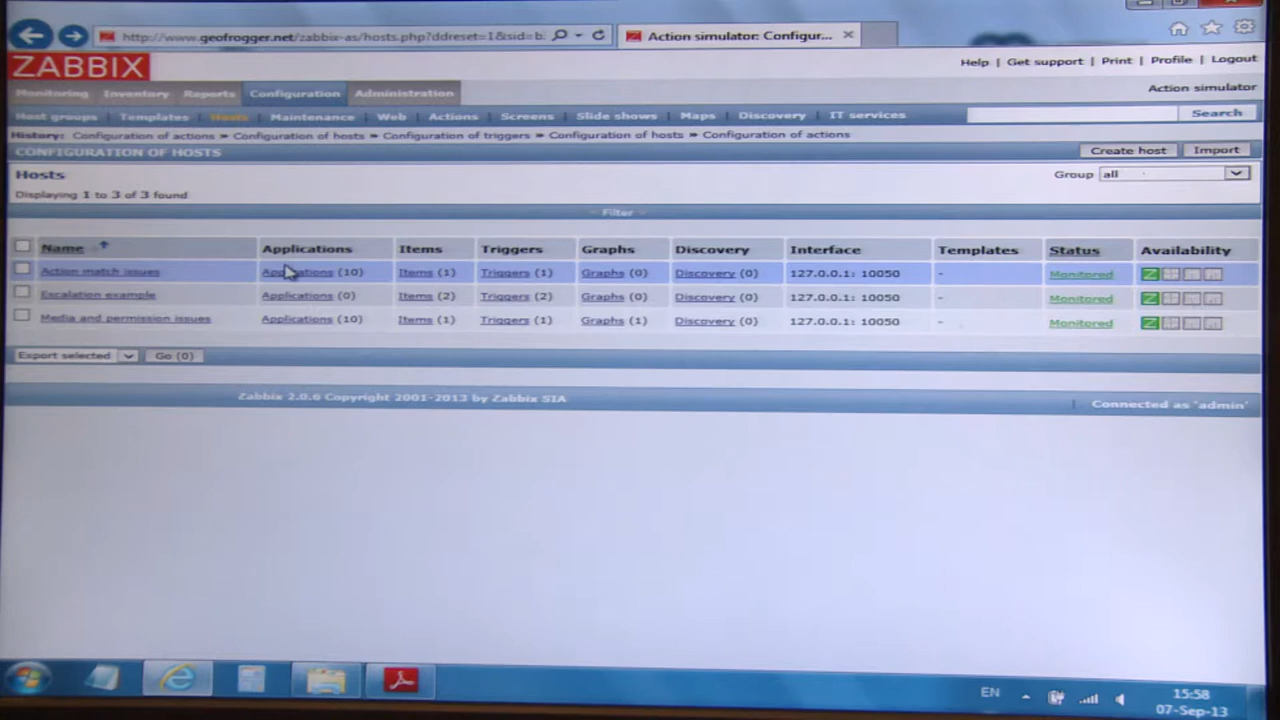 http://www.geofrogger.net/zabbix-as/hosts.php?ddreset=1&sid=b
Action simulator: Configur...
ZABBIX
Help | Get support | Print | Profile | Logout
Monitoring Inventory Reports Configuration Administration
Action simulator
Host groups | Templates | Hosts | Maintenance | Web | Actions | Screens | Slide shows | Maps | Discovery | IT services
Search
History: Configuration of actions » Configuration of hosts » Configuration of triggers » Configuration of hosts » Configuration of actions
CONFIGURATION OF HOSTS
Create host Import
Hosts
Group all
Displaying 1 to 3 of 3 found
Filter
Name Applications Items Triggers Graphs Discovery Interface Templates Status Availability
Action match issues Applications (10) Items (1) Triggers (1) Graphs (0) Discovery (0) 127.0.0.1: 10050 - Monitored Z
Escalation example Applications (0) Items (2) Triggers (2) Graphs (0) Discovery (0) 127.0.0.1: 10050 - Monitored Z
Media and permission issues Applications (10) Items (1) Triggers (1) Graphs (1) Discovery (0) 127.0.0.1: 10050 - Monitored Z
Export selected Go (0)
Zabbix 2.0.6 Copyright 2001-2013 by Zabbix SIA
Connected as 'admin'
EN
15:58
07-Sep-13